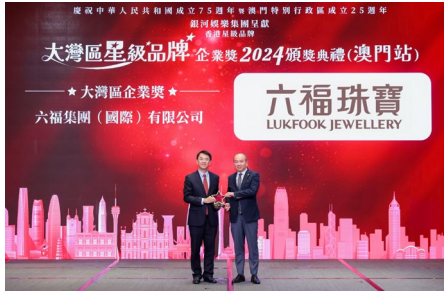 慶祝中華人民共和國成立75週年暨澳門特別行政區成立25週年
銀河娛樂集團呈獻
香港星級品牌
大灣區星級品牌 企業獎2024頒獎典禮(澳門站)
大灣區企業獎
六福集團(國際)有限公司
六福珠寶
LUKFOOK JEWELLERY